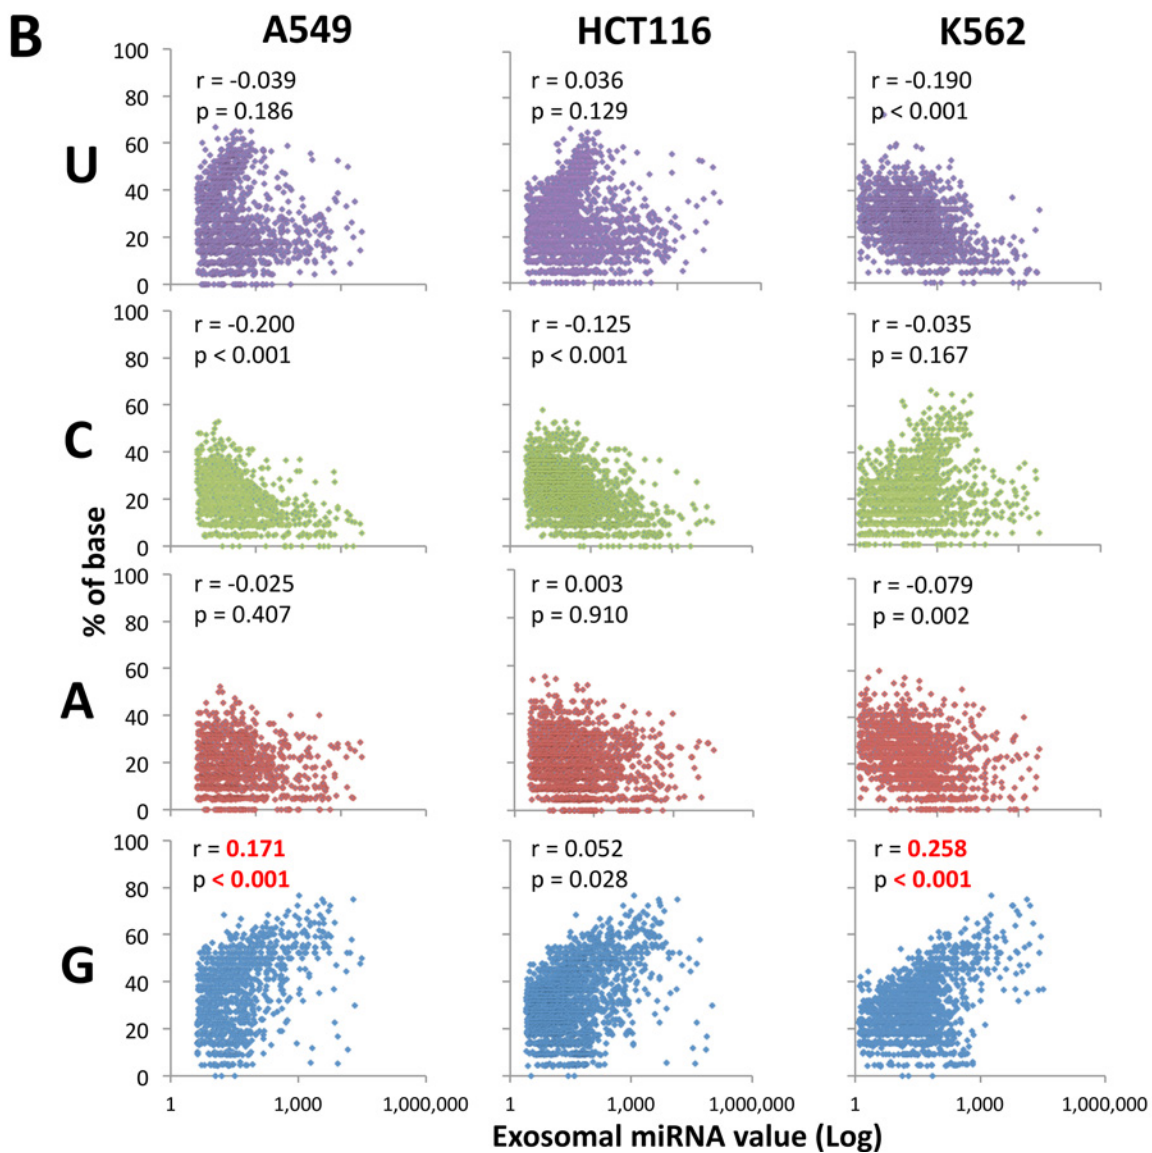 B
A549 HCT116 K562
U
100
80
60
40
20
0
r = -0.039
p = 0.186
r = 0.036
p = 0.129
r = -0.190
p < 0.001
C
100
80
60
40
20
0
r = -0.200
p < 0.001
r = -0.125
p < 0.001
r = -0.035
p = 0.167
% of base
A
100
80
60
40
20
0
r = -0.025
p = 0.407
r = 0.003
p = 0.910
r = -0.079
p = 0.002
G
100
80
60
40
20
0
r = 0.171
p < 0.001
r = 0.052
p = 0.028
r = 0.258
p < 0.001
1 1,000 1,000,000 1 1,000 1,000,000 1 1,000 1,000,000
Exosomal miRNA value (Log)